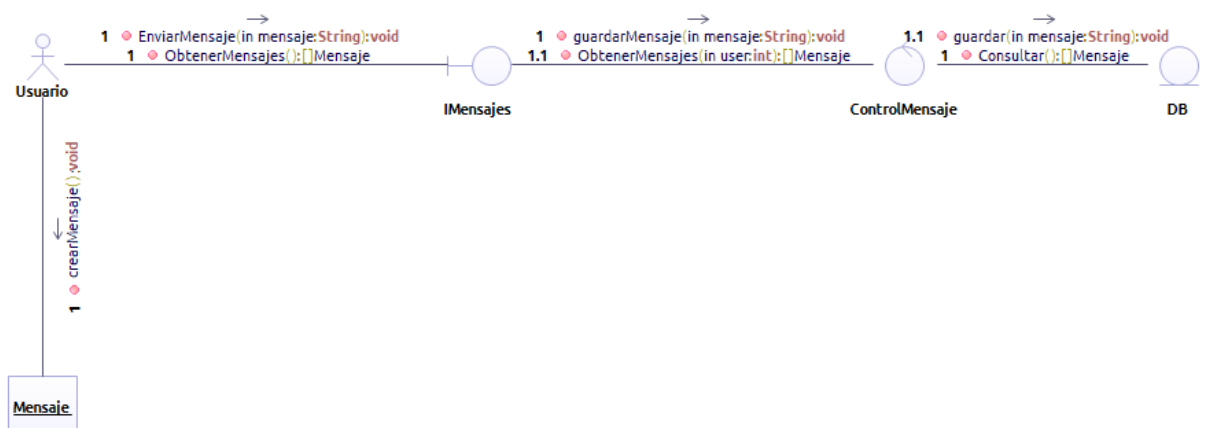 1 EnviarMensaje(in mensaje:String):void
1 ObtenerMensajes():[]Mensaje
Usuario
1 guardarMensaje(in mensaje:String):void
1.1 ObtenerMensajes(in user:int):[]Mensaje
IMensajes
1.1 guardar(in mensaje:String):void
1 Consultar():[]Mensaje
ControlMensaje
DB
1 crearMensaje():void
Mensaje